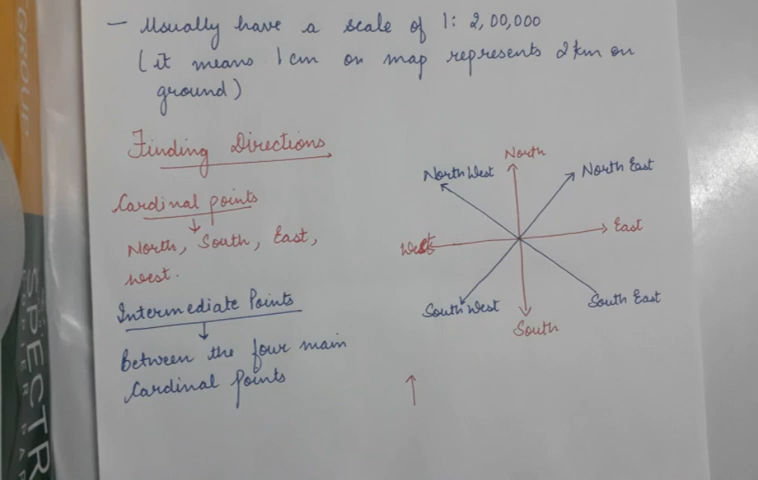 - Usually have a scale of 1: 2,00,000
(it means 1 cm on map represents 2 km on
ground)
Finding Directions
Cardinal points
North, South, East,
west.
Intermediate Points
Between the four main
Cardinal Points
North
North West
North East
West
East
South West
South East
South
GROUP
SPECTR